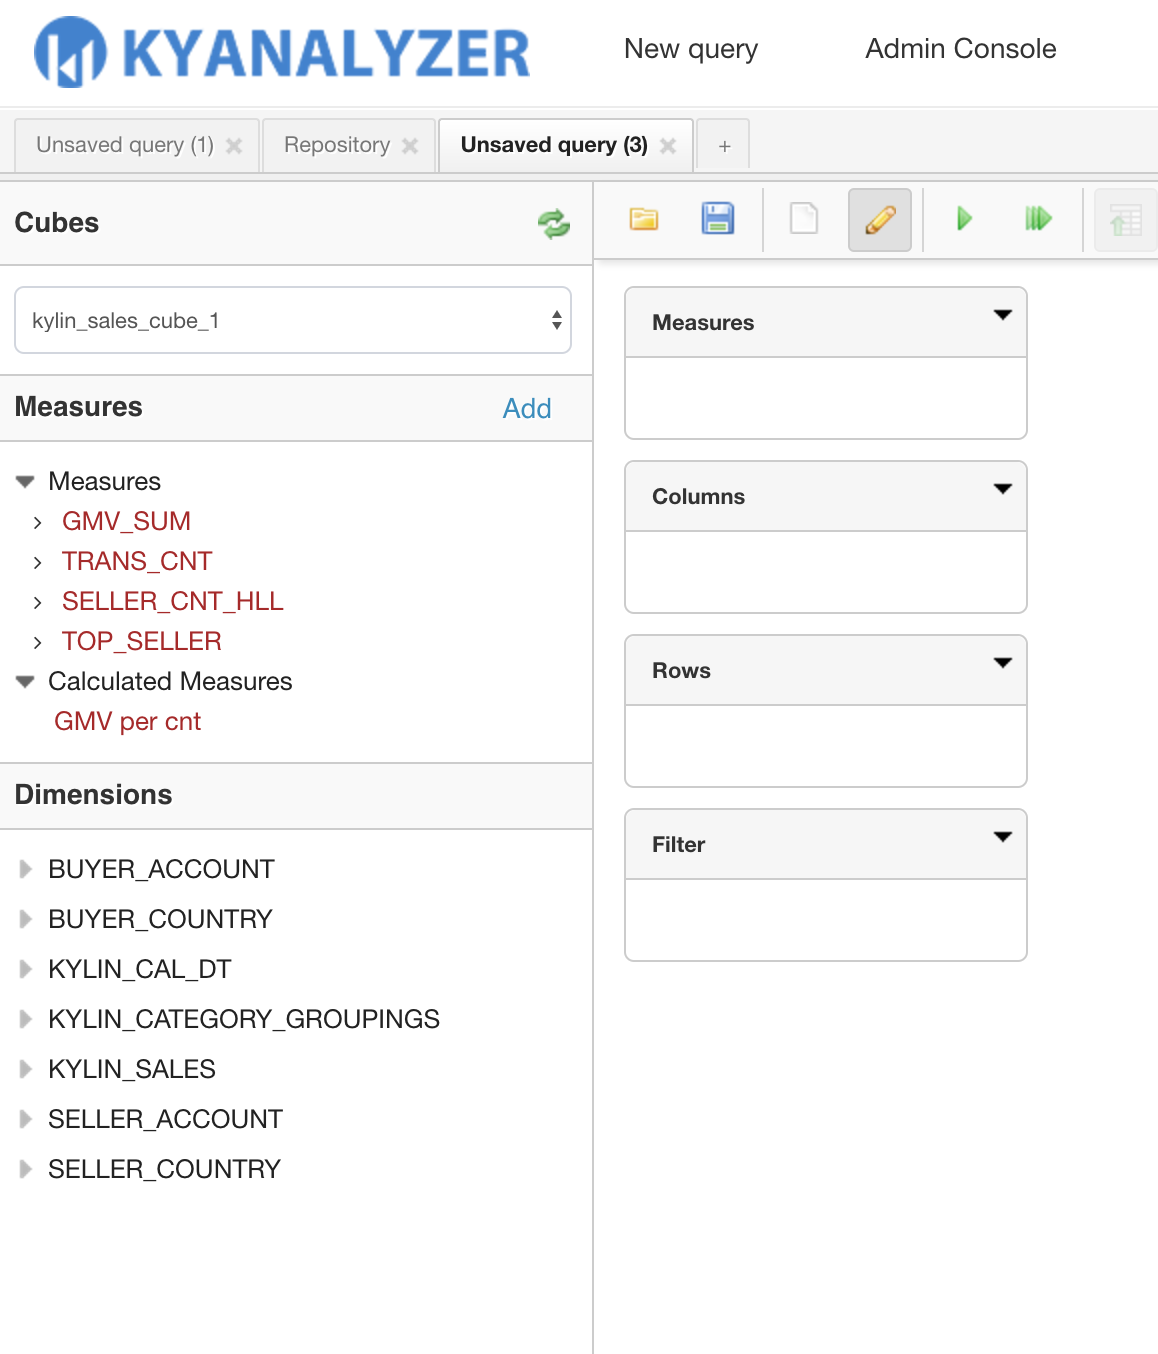 KYANALYZER
New query
Admin Console
Unsaved query (1)
Repository
Unsaved query (3)
+
Cubes
kylin_sales_cube_1
Measures
Add
Measures
GMV_SUM
TRANS_CNT
SELLER_CNT_HLL
TOP_SELLER
Calculated Measures
GMV per cnt
Dimensions
BUYER_ACCOUNT
BUYER_COUNTRY
KYLIN_CAL_DT
KYLIN_CATEGORY_GROUPINGS
KYLIN_SALES
SELLER_ACCOUNT
SELLER_COUNTRY
Measures
Columns
Rows
Filter